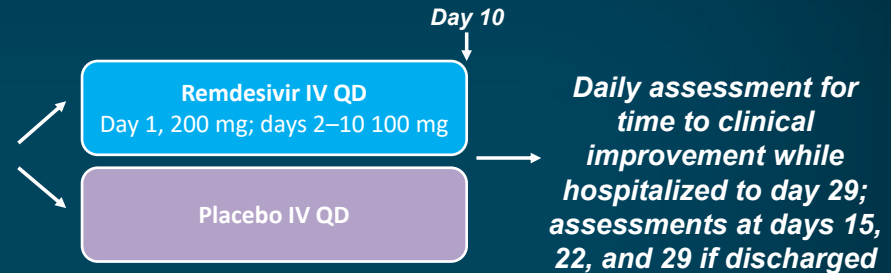 Day 10
Remdesivir IV QD
Day 1, 200 mg; days 2–10 100 mg
Placebo IV QD
Daily assessment for
time to clinical
improvement while
hospitalized to day 29;
assessments at days 15,
22, and 29 if discharged